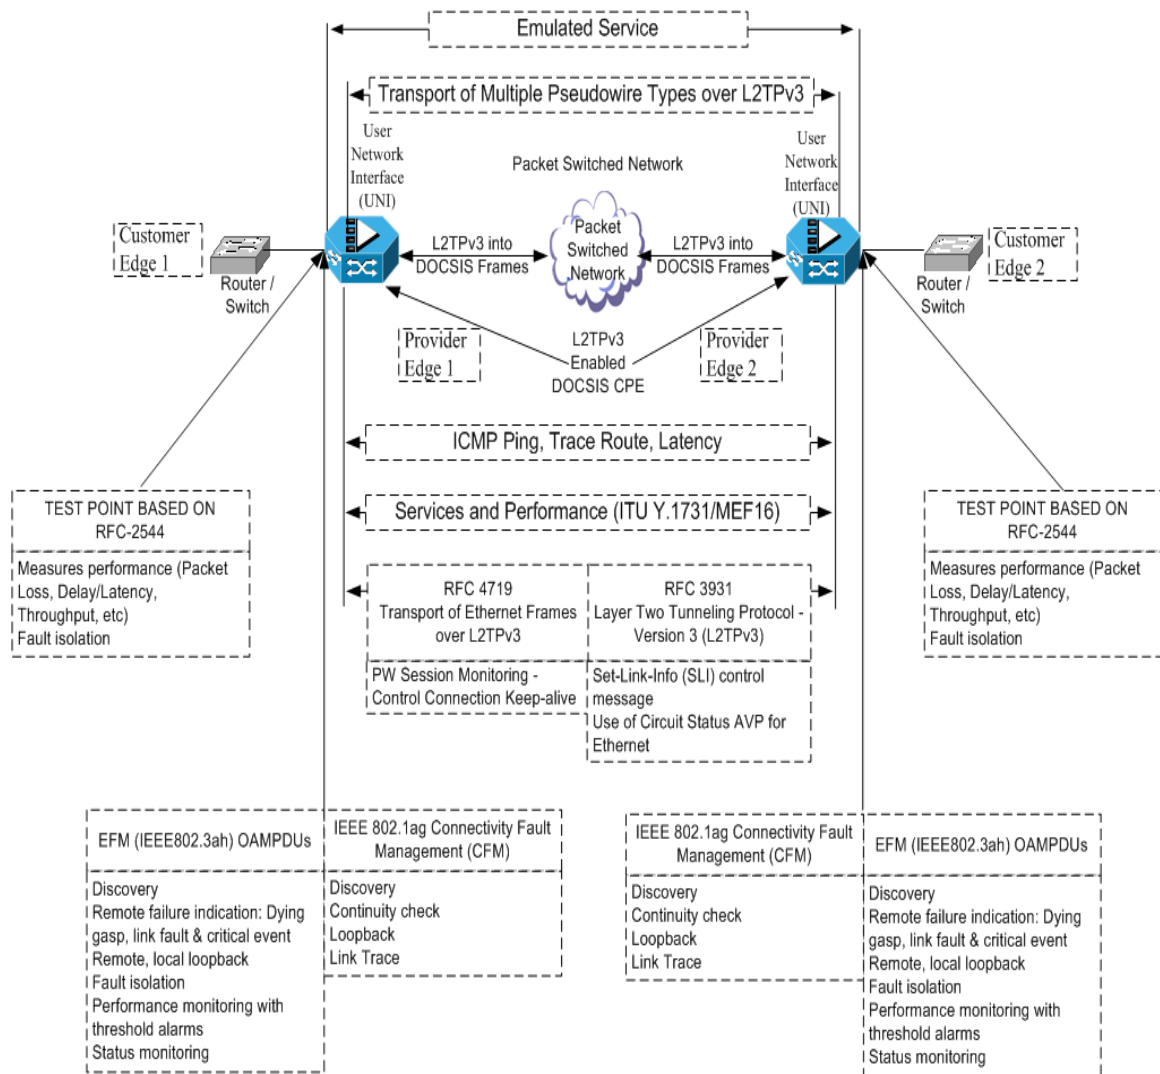 Emulated Service
Transport of Multiple Pseudowire Types over L2TPv3
User
Network
Interface
(UNI)
Packet Switched Network
User
Network
Interface
(UNI)
Customer
Edge 1
Router /
Switch
L2TPv3 into
DOCSIS Frames
Packet
Switched
Network
L2TPv3 into
DOCSIS Frames
Customer
Edge 2
Router /
Switch
Provider
Edge 1
L2TPv3
Enabled
DOCSIS CPE
Provider
Edge 2
ICMP Ping, Trace Route, Latency
Services and Performance (ITU Y.1731/MEF16)
TEST POINT BASED ON
RFC-2544
Measures performance (Packet
Loss, Delay/Latency,
Throughput, etc)
Fault isolation
RFC 4719
Transport of Ethernet Frames
over L2TPv3
PW Session Monitoring -
Control Connection Keep-alive
RFC 3931
Layer Two Tunneling Protocol -
Version 3 (L2TPv3)
Set-Link-Info (SLI) control
message
Use of Circuit Status AVP for
Ethernet
TEST POINT BASED ON
RFC-2544
Measures performance (Packet
Loss, Delay/Latency,
Throughput, etc)
Fault isolation
EFM (IEEE802.3ah) OAMPDUs
Discovery
Remote failure indication: Dying
gasp, link fault & critical event
Remote, local loopback
Fault isolation
Performance monitoring with
threshold alarms
Status monitoring
IEEE 802.1ag Connectivity Fault
Management (CFM)
Discovery
Continuity check
Loopback
Link Trace
IEEE 802.1ag Connectivity Fault
Management (CFM)
Discovery
Continuity check
Loopback
Link Trace
EFM (IEEE802.3ah) OAMPDUs
Discovery
Remote failure indication: Dying
gasp, link fault & critical event
Remote, local loopback
Fault isolation
Performance monitoring with
threshold alarms
Status monitoring